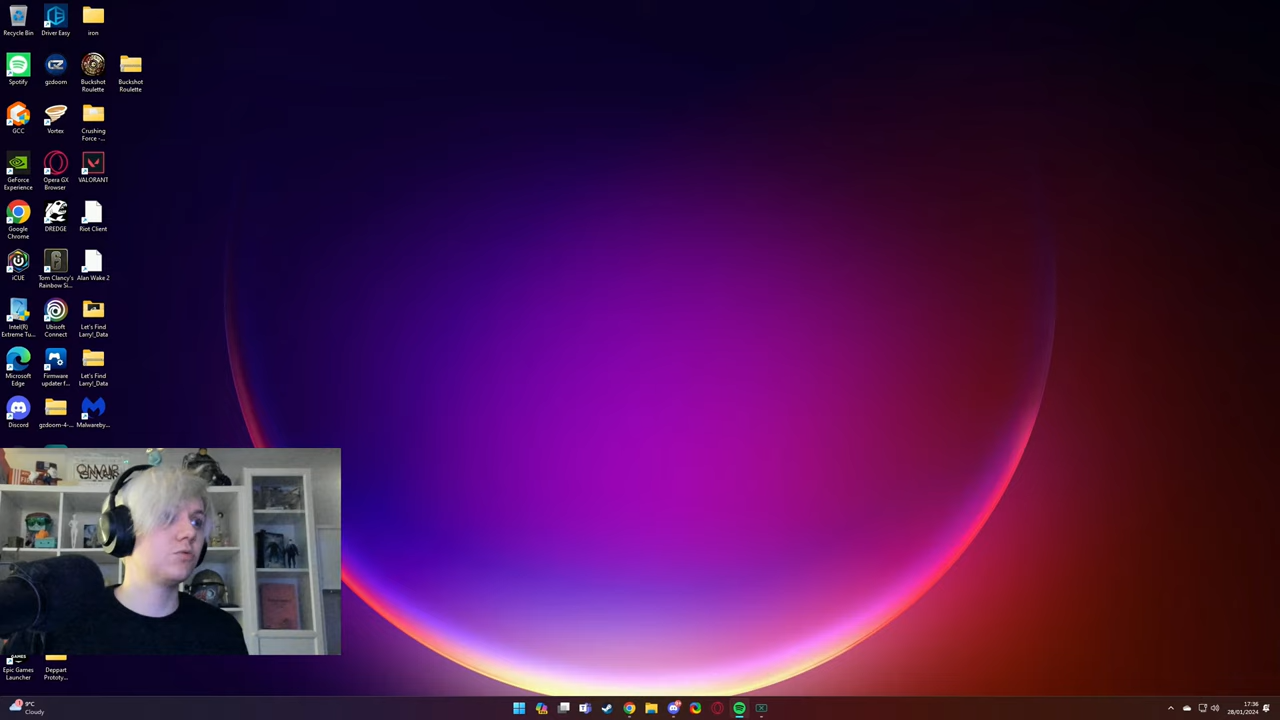 Recycle Bin
Driver Easy
iron
Spotify
gzdoom
Buckshot
Roulette
Buckshot
Roulette
GCC
Vortex
Crushing
Force -...
GeForce
Experience
Opera GX
Browser
VALORANT
Google
Chrome
DREDGE
Riot Client
iCUE
Tom Clancy's
Rainbow Si...
Alan Wake 2
Intel(R)
Extreme Tu...
Ubisoft
Connect
Let's Find
Larry!_Data
Microsoft
Edge
Firmware
updater f...
Let's Find
Larry!_Data
Discord
gzdoom-4-...
Malwareby...
GAMES
Epic Games
Launcher
Deppart
Prototy...
9°C
Cloudy
17:36
28/01/2024